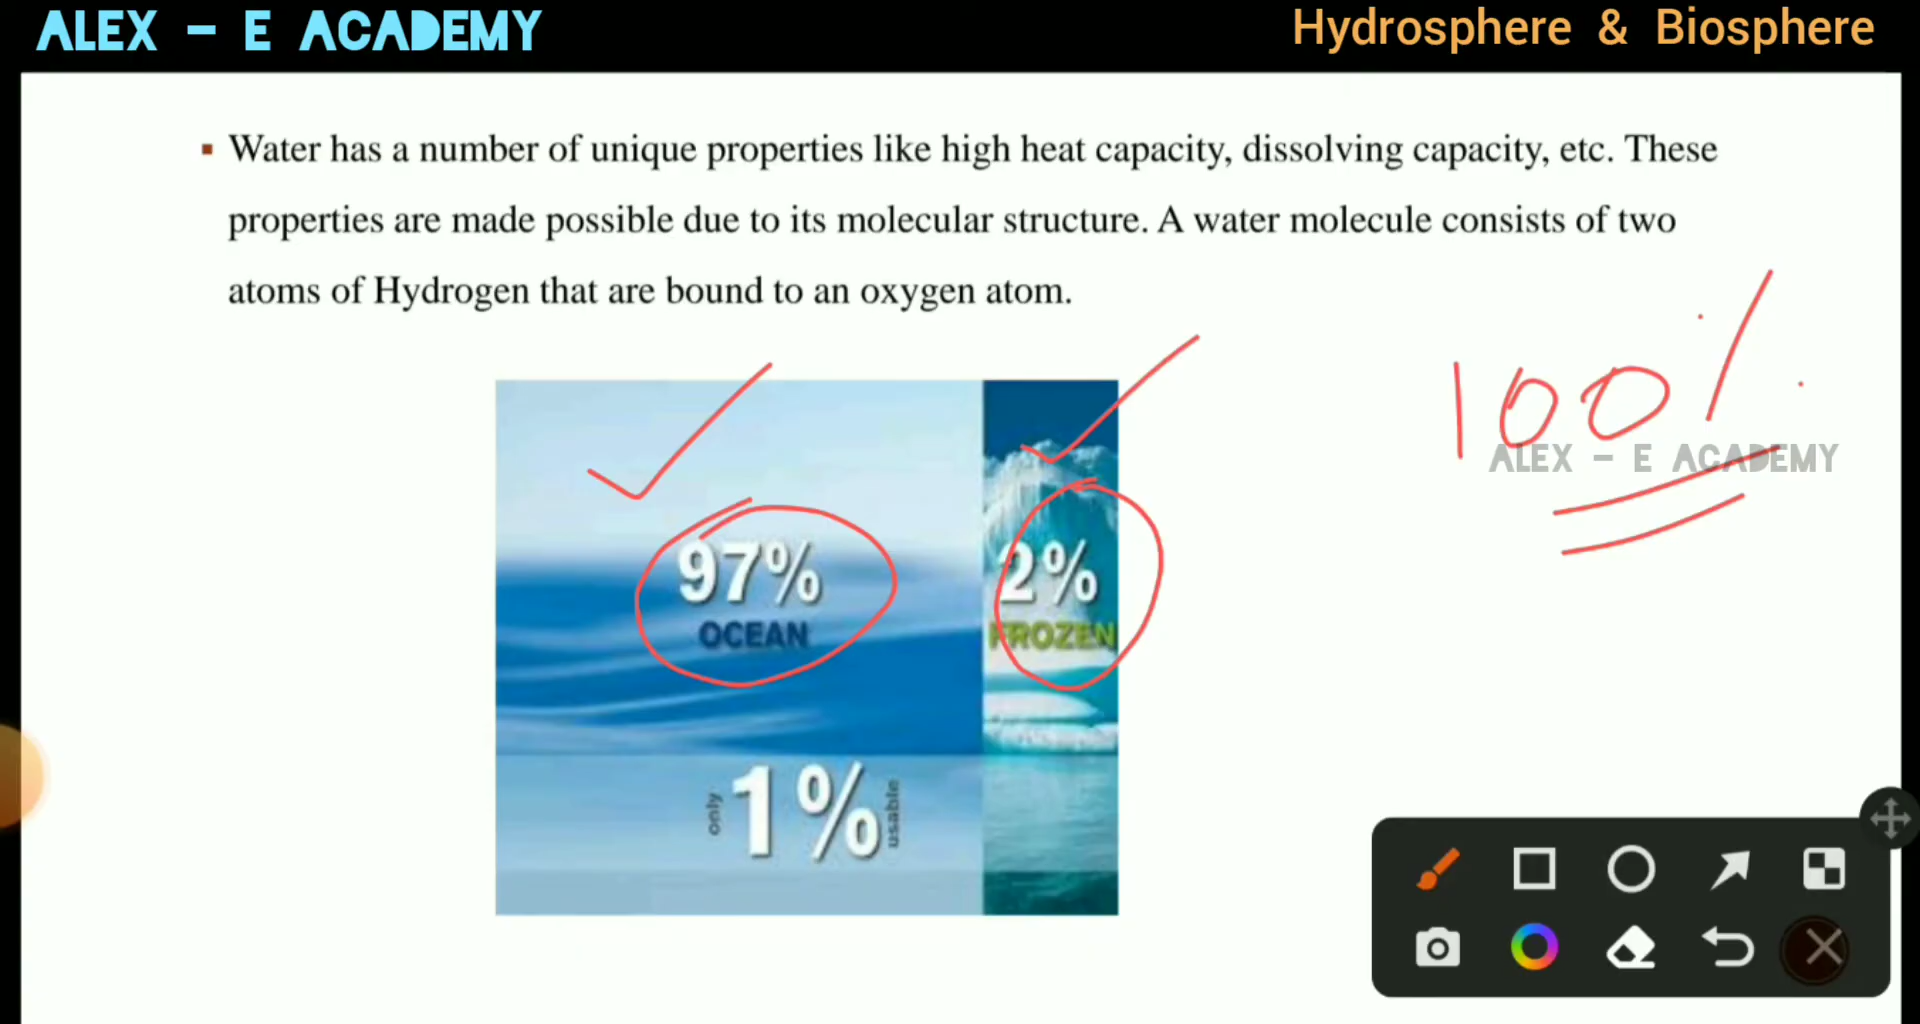 ALEX – E ACADEMY
Hydrosphere & Biosphere
▪ Water has a number of unique properties like high heat capacity, dissolving capacity, etc. These
properties are made possible due to its molecular structure. A water molecule consists of two
atoms of Hydrogen that are bound to an oxygen atom.
100%
ALEX – E ACADEMY
97%
OCEAN
2%
FROZEN
only 1% usable